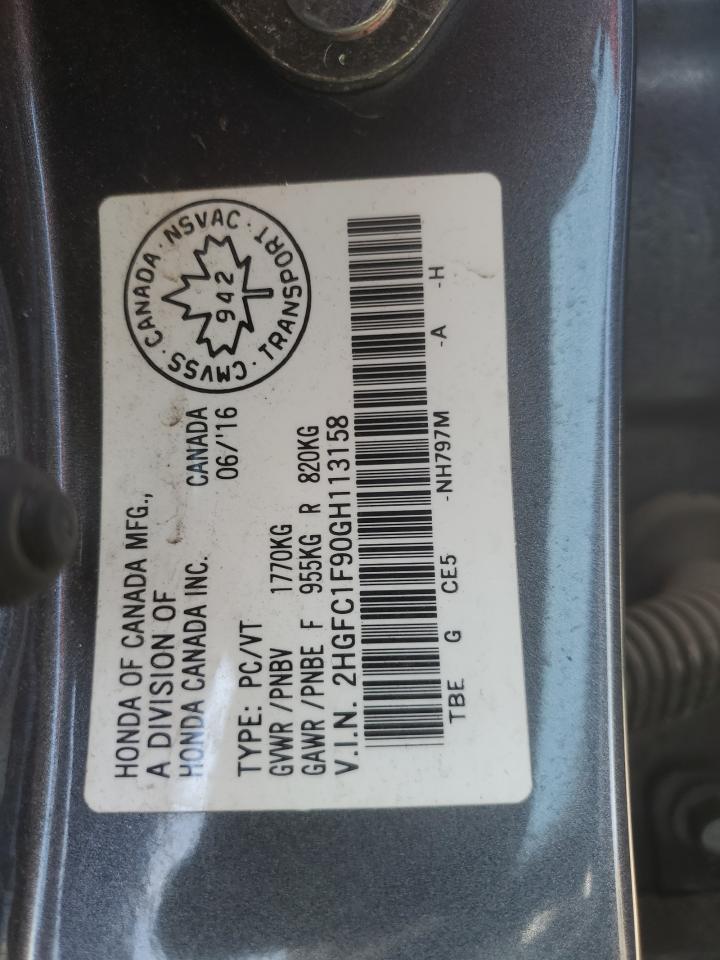 HONDA OF CANADA MFG.,
A DIVISION OF
HONDA CANADA INC.
CANADA
06/'16
TYPE: PC/VT
GVWR/PNBV 1770KG
GAWR/PNBE F 955KG R 820KG
V.I.N. 2HGFC1F90GH113158
TBE G CE5 -NH797M -A -H
CANADA · NSVAC · TRANSPORT · CMVSS ·
942